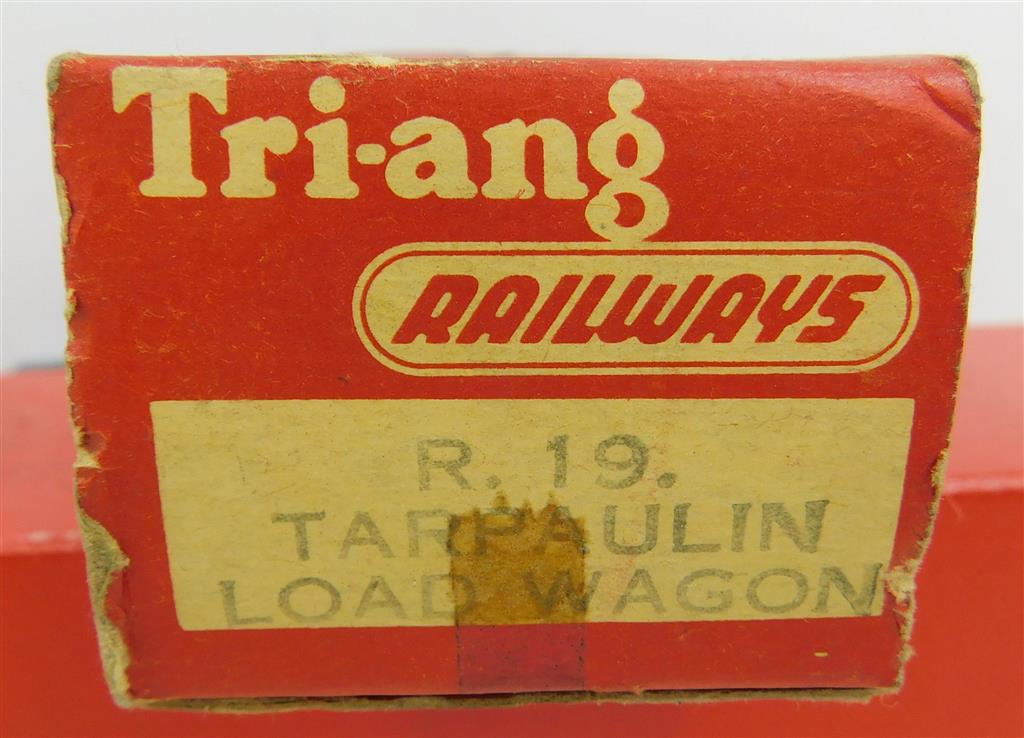 Tri-ang
RAILWAYS
R. 19.
TARPAULIN
LOAD WAGON